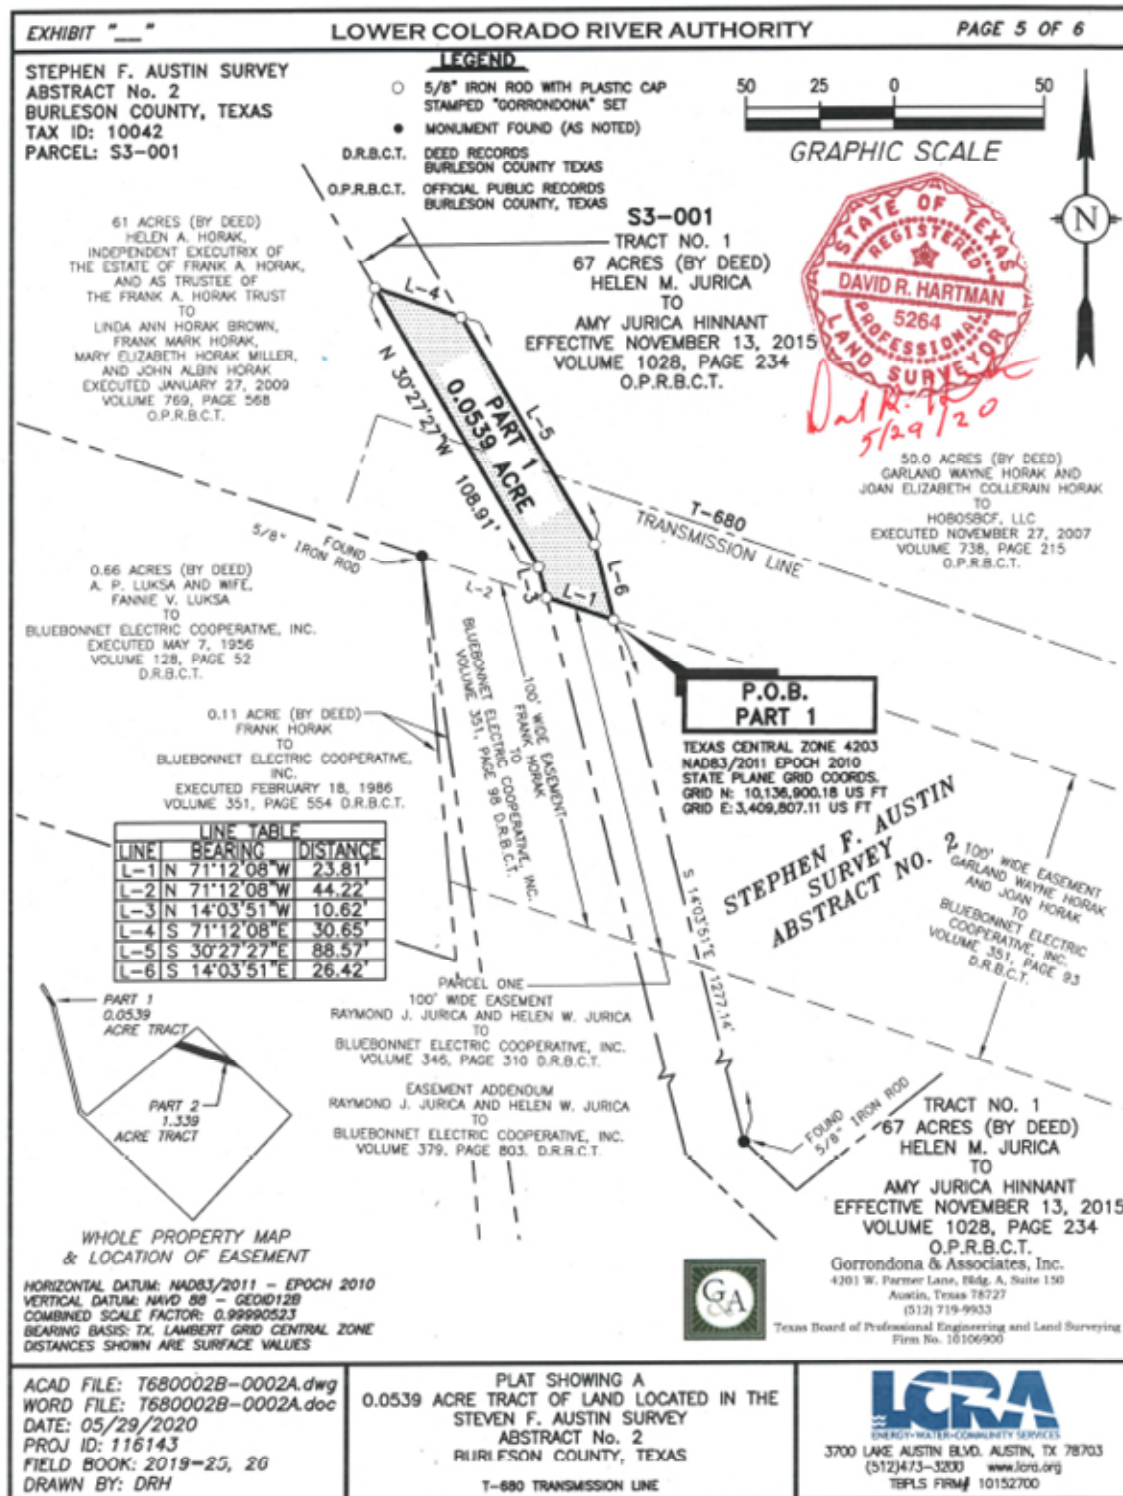 EXHIBIT "__"
LOWER COLORADO RIVER AUTHORITY
PAGE 5 OF 6
STEPHEN F. AUSTIN SURVEY
ABSTRACT No. 2
BURLESON COUNTY, TEXAS
TAX ID: 10042
PARCEL: S3-001
LEGEND
5/8" IRON ROD WITH PLASTIC CAP
STAMPED "GORRONDONA" SET
MONUMENT FOUND (AS NOTED)
D.R.B.C.T. DEED RECORDS
BURLESON COUNTY TEXAS
O.P.R.B.C.T. OFFICIAL PUBLIC RECORDS
BURLESON COUNTY, TEXAS
50 25 0 50
GRAPHIC SCALE
N
STATE OF TEXAS
REGISTERED
DAVID R. HARTMAN
5264
PROFESSIONAL
LAND SURVEYOR
5/29/20
61 ACRES (BY DEED)
HELEN A. HORAK,
INDEPENDENT EXECUTRIX OF
THE ESTATE OF FRANK A. HORAK,
AND AS TRUSTEE OF
THE FRANK A. HORAK TRUST
TO
LINDA ANN HORAK BROWN,
FRANK MARK HORAK,
MARY ELIZABETH HORAK MILLER,
AND JOHN ALBIN HORAK
EXECUTED JANUARY 27, 2009
VOLUME 769, PAGE 568
O.P.R.B.C.T.
S3-001
TRACT NO. 1
67 ACRES (BY DEED)
HELEN M. JURICA
TO
AMY JURICA HINNANT
EFFECTIVE NOVEMBER 13, 2015
VOLUME 1028, PAGE 234
O.P.R.B.C.T.
L-4
N 30°27'27"W 108.91'
PART 1
0.0539 ACRE
L-5
50.0 ACRES (BY DEED)
GARLAND WAYNE HORAK AND
JOAN ELIZABETH COLLERAIN HORAK
TO
HOBOSBCF, LLC
EXECUTED NOVEMBER 27, 2007
VOLUME 738, PAGE 215
O.P.R.B.C.T.
T-680
TRANSMISSION LINE
FOUND
5/8" IRON ROD
L-2
L-3
L-1
L-6
0.66 ACRES (BY DEED)
A. P. LUKSA AND WIFE,
FANNIE V. LUKSA
TO
BLUEBONNET ELECTRIC COOPERATIVE, INC.
EXECUTED MAY 7, 1956
VOLUME 128, PAGE 52
D.R.B.C.T.
P.O.B.
PART 1
TEXAS CENTRAL ZONE 4203
NAD83/2011 EPOCH 2010
STATE PLANE GRID COORDS.
GRID N: 10,136,900.18 US FT
GRID E: 3,409,807.11 US FT
0.11 ACRE (BY DEED)
FRANK HORAK
TO
BLUEBONNET ELECTRIC COOPERATIVE,
INC.
EXECUTED FEBRUARY 18, 1986
VOLUME 351, PAGE 554 D.R.B.C.T.
100' WIDE EASEMENT
FRANK HORAK
TO
BLUEBONNET ELECTRIC COOPERATIVE, INC.
VOLUME 351, PAGE 98 D.R.B.C.T.
S 14°03'51"E 1277.14'
STEPHEN F. AUSTIN
SURVEY
ABSTRACT NO. 2
100' WIDE EASEMENT
GARLAND WAYNE HORAK
AND JOAN HORAK
TO
BLUEBONNET ELECTRIC
COOPERATIVE, INC.
VOLUME 351, PAGE 93
D.R.B.C.T.
LINE TABLE
LINE BEARING DISTANCE
L-1 N 71°12'08"W 23.81'
L-2 N 71°12'08"W 44.22'
L-3 N 14°03'51"W 10.62'
L-4 S 71°12'08"E 30.65'
L-5 S 30°27'27"E 88.57'
L-6 S 14°03'51"E 26.42'
PARCEL ONE
100' WIDE EASEMENT
RAYMOND J. JURICA AND HELEN W. JURICA
TO
BLUEBONNET ELECTRIC COOPERATIVE, INC.
VOLUME 346, PAGE 310 D.R.B.C.T.
EASEMENT ADDENDUM
RAYMOND J. JURICA AND HELEN W. JURICA
TO
BLUEBONNET ELECTRIC COOPERATIVE, INC.
VOLUME 379, PAGE 803, D.R.B.C.T.
PART 1
0.0539
ACRE TRACT
PART 2
1.339
ACRE TRACT
WHOLE PROPERTY MAP
& LOCATION OF EASEMENT
FOUND
5/8" IRON ROD
TRACT NO. 1
67 ACRES (BY DEED)
HELEN M. JURICA
TO
AMY JURICA HINNANT
EFFECTIVE NOVEMBER 13, 2015
VOLUME 1028, PAGE 234
O.P.R.B.C.T.
HORIZONTAL DATUM: NAD83/2011 - EPOCH 2010
VERTICAL DATUM: NAVD 88 - GEOID12B
COMBINED SCALE FACTOR: 0.99990523
BEARING BASIS: TX. LAMBERT GRID CENTRAL ZONE
DISTANCES SHOWN ARE SURFACE VALUES
G&A
Gorrondona & Associates, Inc.
4201 W. Parmer Lane, Bldg. A, Suite 150
Austin, Texas 78727
(512) 719-9933
Texas Board of Professional Engineering and Land Surveying
Firm No. 10106900
ACAD FILE: T680002B-0002A.dwg
WORD FILE: T680002B-0002A.doc
DATE: 05/29/2020
PROJ ID: 116143
FIELD BOOK: 2019-25, 26
DRAWN BY: DRH
PLAT SHOWING A
0.0539 ACRE TRACT OF LAND LOCATED IN THE
STEVEN F. AUSTIN SURVEY
ABSTRACT No. 2
BURLESON COUNTY, TEXAS
T-680 TRANSMISSION LINE
LCRA
ENERGY•WATER•COMMUNITY SERVICES
3700 LAKE AUSTIN BLVD. AUSTIN, TX 78703
(512)473-3200 www.lcra.org
TBPLS FIRM# 10152700